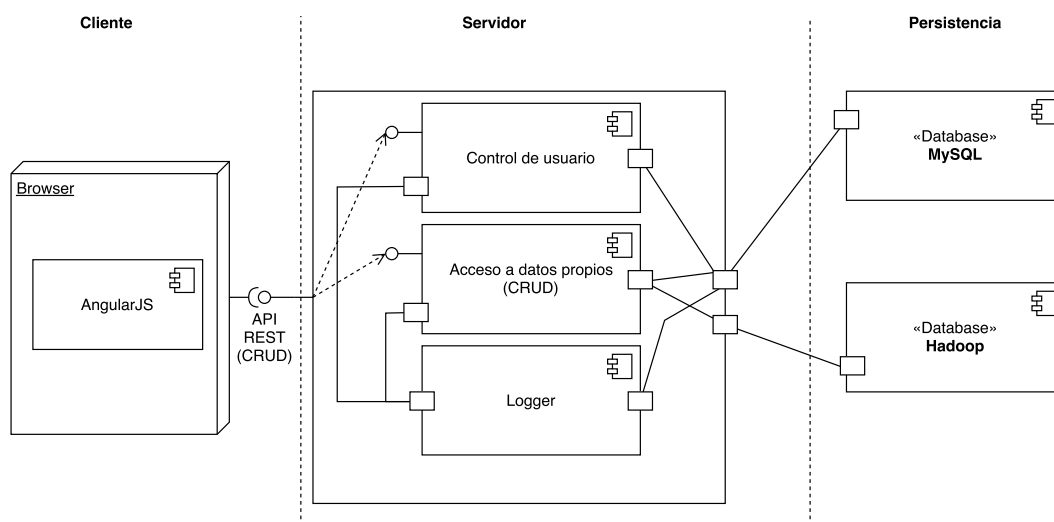 Cliente
Servidor
Persistencia
Browser
AngularJS
API
REST
(CRUD)
Control de usuario
Acceso a datos propios
(CRUD)
Logger
«Database»
MySQL
«Database»
Hadoop